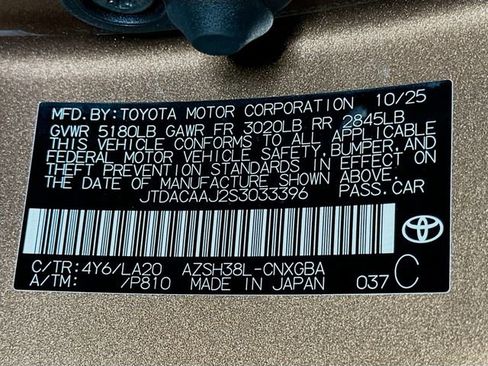 MFD. BY: TOYOTA MOTOR CORPORATION 10/25
GVWR 5180LB GAWR FR 3020LB RR 2845LB
THIS VEHICLE CONFORMS TO ALL APPLICABLE
FEDERAL MOTOR VEHICLE SAFETY, BUMPER, AND
THEFT PREVENTION STANDARDS IN EFFECT ON
THE DATE OF MANUFACTURE SHOWN ABOVE.
JTDACAAJ2S3033396 PASS.CAR
C/TR: 4Y6/LA20 AZSH38L-CNXGBA
A/TM: /P810 MADE IN JAPAN 037 C